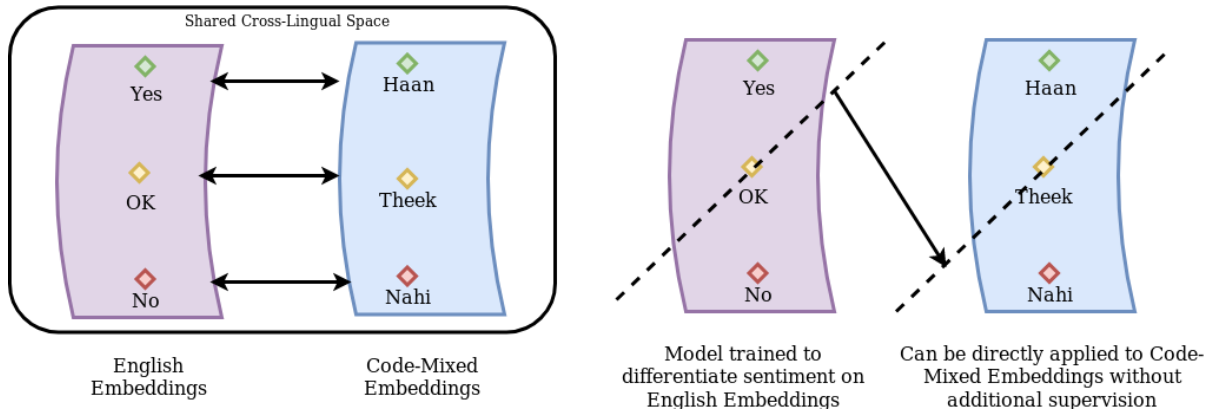 Shared Cross-Lingual Space
Yes
Haan
OK
Theek
No
Nahi
English
Embeddings
Code-Mixed
Embeddings
Yes
Haan
OK
Theek
No
Nahi
Model trained to
differentiate sentiment on
English Embeddings
Can be directly applied to Code-
Mixed Embeddings without
additional supervision